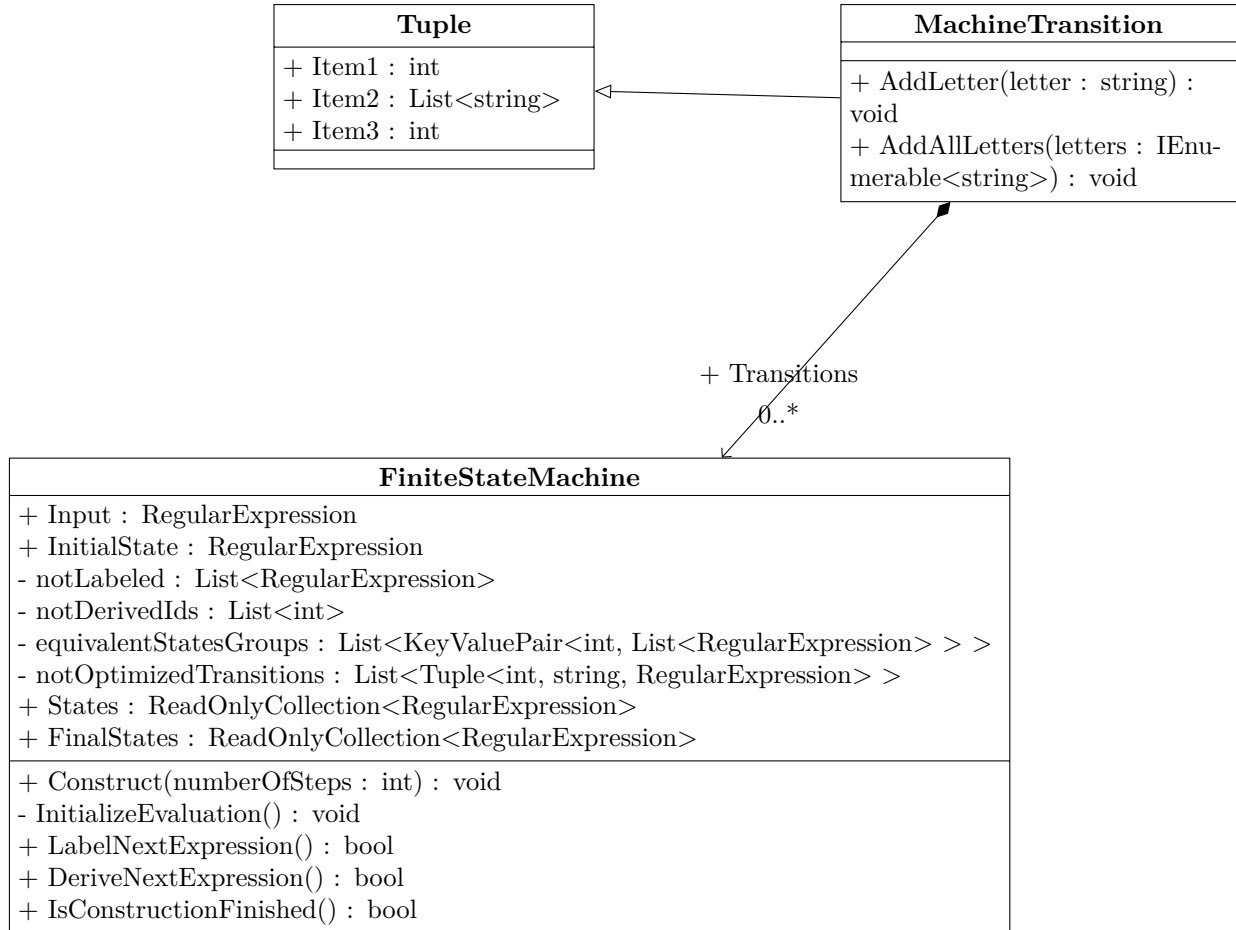 Tuple
+ Item1 : int
+ Item2 : List<string>
+ Item3 : int
MachineTransition
+ AddLetter(letter : string) :
void
+ AddAllLetters(letters : IEnu-
merable<string>) : void
+ Transitions
0..*
FiniteStateMachine
+ Input : RegularExpression
+ InitialState : RegularExpression
- notLabeled : List<RegularExpression>
- notDerivedIds : List<int>
- equivalentStatesGroups : List<KeyValuePair<int, List<RegularExpression> > >
- notOptimizedTransitions : List<Tuple<int, string, RegularExpression> >
+ States : ReadOnlyCollection<RegularExpression>
+ FinalStates : ReadOnlyCollection<RegularExpression>
+ Construct(numberOfSteps : int) : void
- InitializeEvaluation() : void
+ LabelNextExpression() : bool
+ DeriveNextExpression() : bool
+ IsConstructionFinished() : bool